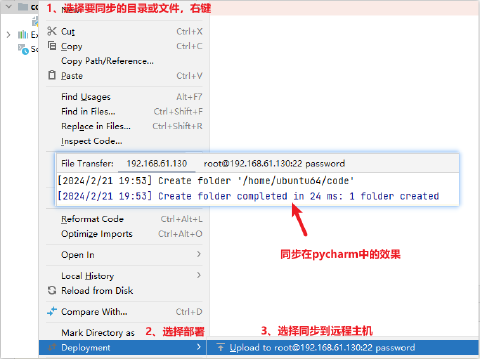 co
1、选择要同步的目录或文件，右键
Ex
Sc
Cut Ctrl+X
Copy Ctrl+C
Copy Path/Reference...
Paste Ctrl+V
Find Usages Alt+F7
Find in Files... Ctrl+Shift+F
Replace in Files... Ctrl+Shift+R
Inspect Code...
File Transfer: 192.168.61.130 root@192.168.61.130:22 password
[2024/2/21 19:53] Create folder '/home/ubuntu64/code'
[2024/2/21 19:53] Create folder completed in 24 ms: 1 folder created
Reformat Code Ctrl+Alt+L
Optimize Imports Ctrl+Alt+O
同步在pycharm中的效果
Open In
Local History
Reload from Disk
Compare With... Ctrl+D
Mark Directory as
2、选择部署
3、选择同步到远程主机
Deployment
Upload to root@192.168.61.130:22 password